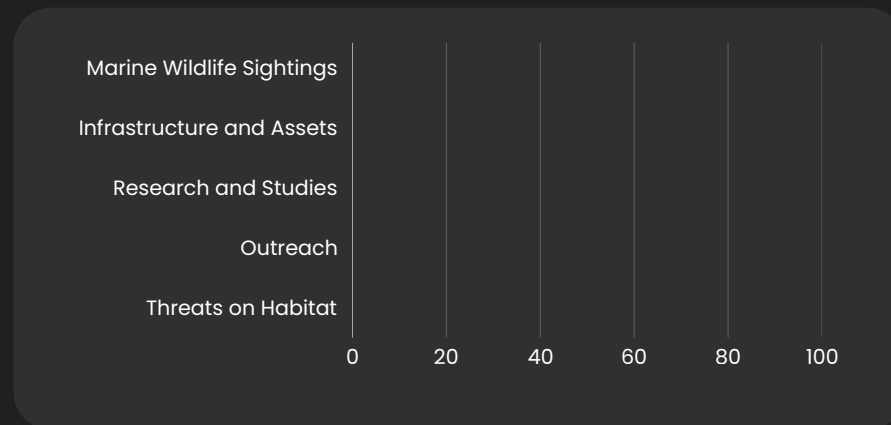 Marine Wildlife Sightings
Infrastructure and Assets
Research and Studies
Outreach
Threats on Habitat
0 20 40 60 80 100